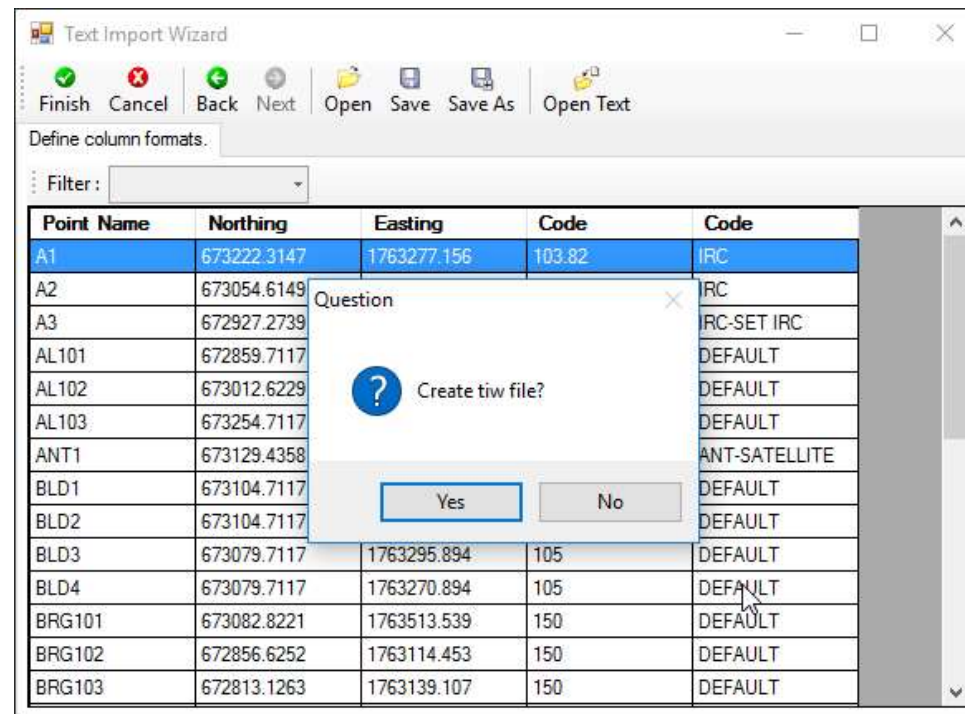 Text Import Wizard
Finish Cancel Back Next Open Save Save As Open Text
Define column formats.
Filter :
Point Name Northing Easting Code Code
A1 673222.3147 1763277.156 103.82 IRC
A2 673054.6149 IRC
A3 672927.2739 IRC-SET IRC
AL101 672859.7117 DEFAULT
AL102 673012.6229 DEFAULT
AL103 673254.7117 DEFAULT
ANT1 673129.4358 ANT-SATELLITE
BLD1 673104.7117 DEFAULT
BLD2 673104.7117 DEFAULT
BLD3 673079.7117 1763295.894 105 DEFAULT
BLD4 673079.7117 1763270.894 105 DEFAULT
BRG101 673082.8221 1763513.539 150 DEFAULT
BRG102 672856.6252 1763114.453 150 DEFAULT
BRG103 672813.1263 1763139.107 150 DEFAULT
Question
Create tiw file?
Yes No